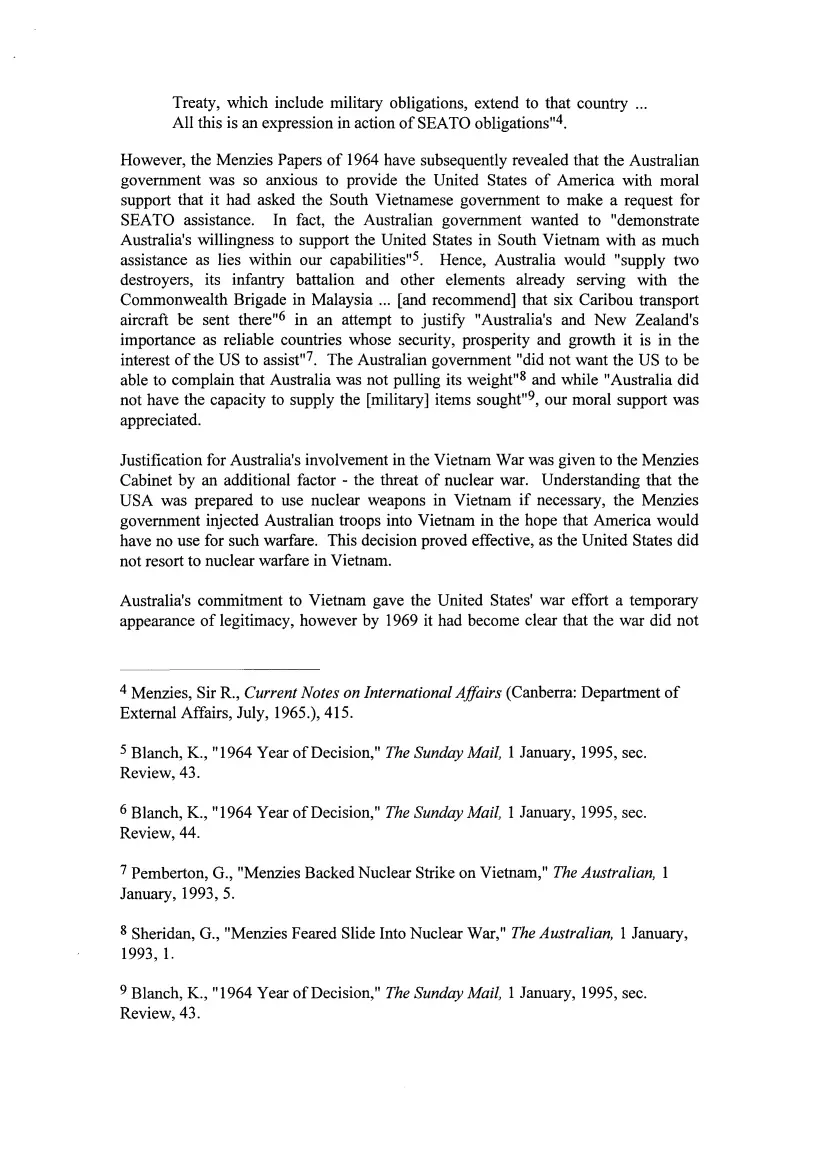 Treaty, which include military obligations, extend to that country ...
All this is an expression in action of SEATO obligations"4.
However, the Menzies Papers of 1964 have subsequently revealed that the Australian
government was so anxious to provide the United States of America with moral
support that it had asked the South Vietnamese government to make a request for
SEATO assistance. In fact, the Australian government wanted to "demonstrate
Australia's willingness to support the United States in South Vietnam with as much
assistance as lies within our capabilities"5. Hence, Australia would "supply two
destroyers, its infantry battalion and other elements already serving with the
Commonwealth Brigade in Malaysia ... [and recommend] that six Caribou transport
aircraft be sent there"6 in an attempt to justify "Australia's and New Zealand's
importance as reliable countries whose security, prosperity and growth it is in the
interest of the US to assist"7. The Australian government "did not want the US to be
able to complain that Australia was not pulling its weight"8 and while "Australia did
not have the capacity to supply the [military] items sought"9, our moral support was
appreciated.
Justification for Australia's involvement in the Vietnam War was given to the Menzies
Cabinet by an additional factor - the threat of nuclear war. Understanding that the
USA was prepared to use nuclear weapons in Vietnam if necessary, the Menzies
government injected Australian troops into Vietnam in the hope that America would
have no use for such warfare. This decision proved effective, as the United States did
not resort to nuclear warfare in Vietnam.
Australia's commitment to Vietnam gave the United States' war effort a temporary
appearance of legitimacy, however by 1969 it had become clear that the war did not
4 Menzies, Sir R., Current Notes on International Affairs (Canberra: Department of
External Affairs, July, 1965.), 415.
5 Blanch, K., "1964 Year of Decision," The Sunday Mail, 1 January, 1995, sec.
Review, 43.
6 Blanch, K., "1964 Year of Decision," The Sunday Mail, 1 January, 1995, sec.
Review, 44.
7 Pemberton, G., "Menzies Backed Nuclear Strike on Vietnam," The Australian, 1
January, 1993, 5.
8 Sheridan, G., "Menzies Feared Slide Into Nuclear War," The Australian, 1 January,
1993, 1.
9 Blanch, K., "1964 Year of Decision," The Sunday Mail, 1 January, 1995, sec.
Review, 43.